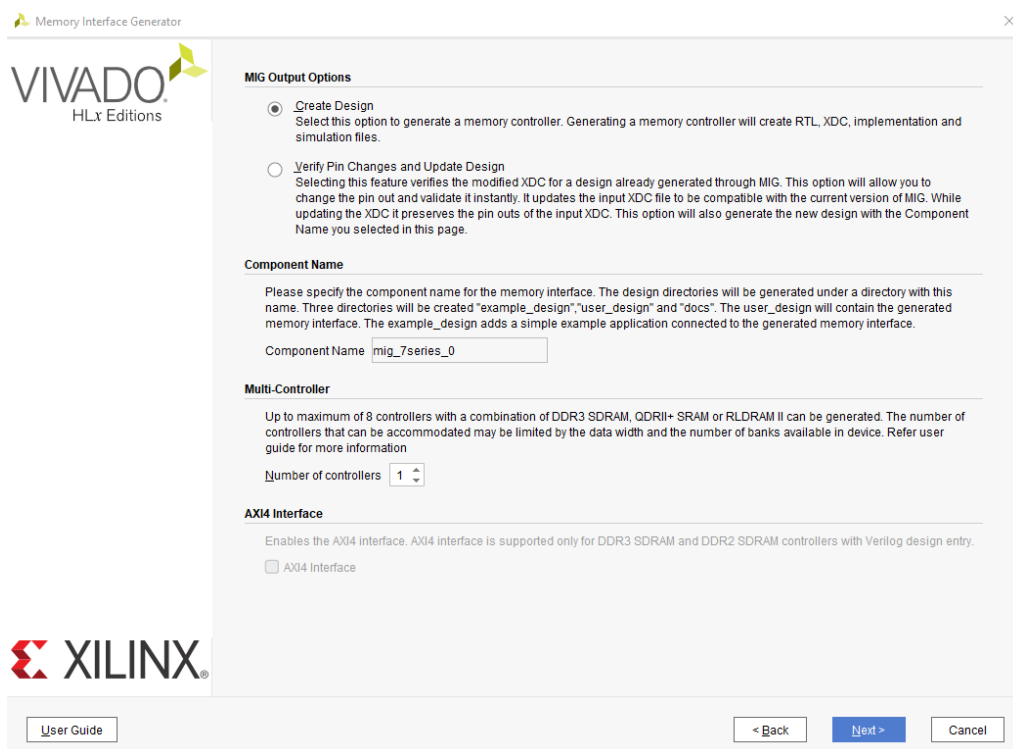 Memory Interface Generator
VIVADO.
HLx Editions
MIG Output Options
Create Design
Select this option to generate a memory controller. Generating a memory controller will create RTL, XDC, implementation and
simulation files.
Verify Pin Changes and Update Design
Selecting this feature verifies the modified XDC for a design already generated through MIG. This option will allow you to
change the pin out and validate it instantly. It updates the input XDC file to be compatible with the current version of MIG. While
updating the XDC it preserves the pin outs of the input XDC. This option will also generate the new design with the Component
Name you selected in this page.
Component Name
Please specify the component name for the memory interface. The design directories will be generated under a directory with this
name. Three directories will be created "example_design","user_design" and "docs". The user_design will contain the generated
memory interface. The example_design adds a simple example application connected to the generated memory interface.
Component Name mig_7series_0
Multi-Controller
Up to maximum of 8 controllers with a combination of DDR3 SDRAM, QDRII+ SRAM or RLDRAM II can be generated. The number of
controllers that can be accommodated may be limited by the data width and the number of banks available in device. Refer user
guide for more information
Number of controllers 1
AXI4 Interface
Enables the AXI4 interface. AXI4 interface is supported only for DDR3 SDRAM and DDR2 SDRAM controllers with Verilog design entry.
AXI4 Interface
XILINX®
User Guide
< Back
Next >
Cancel